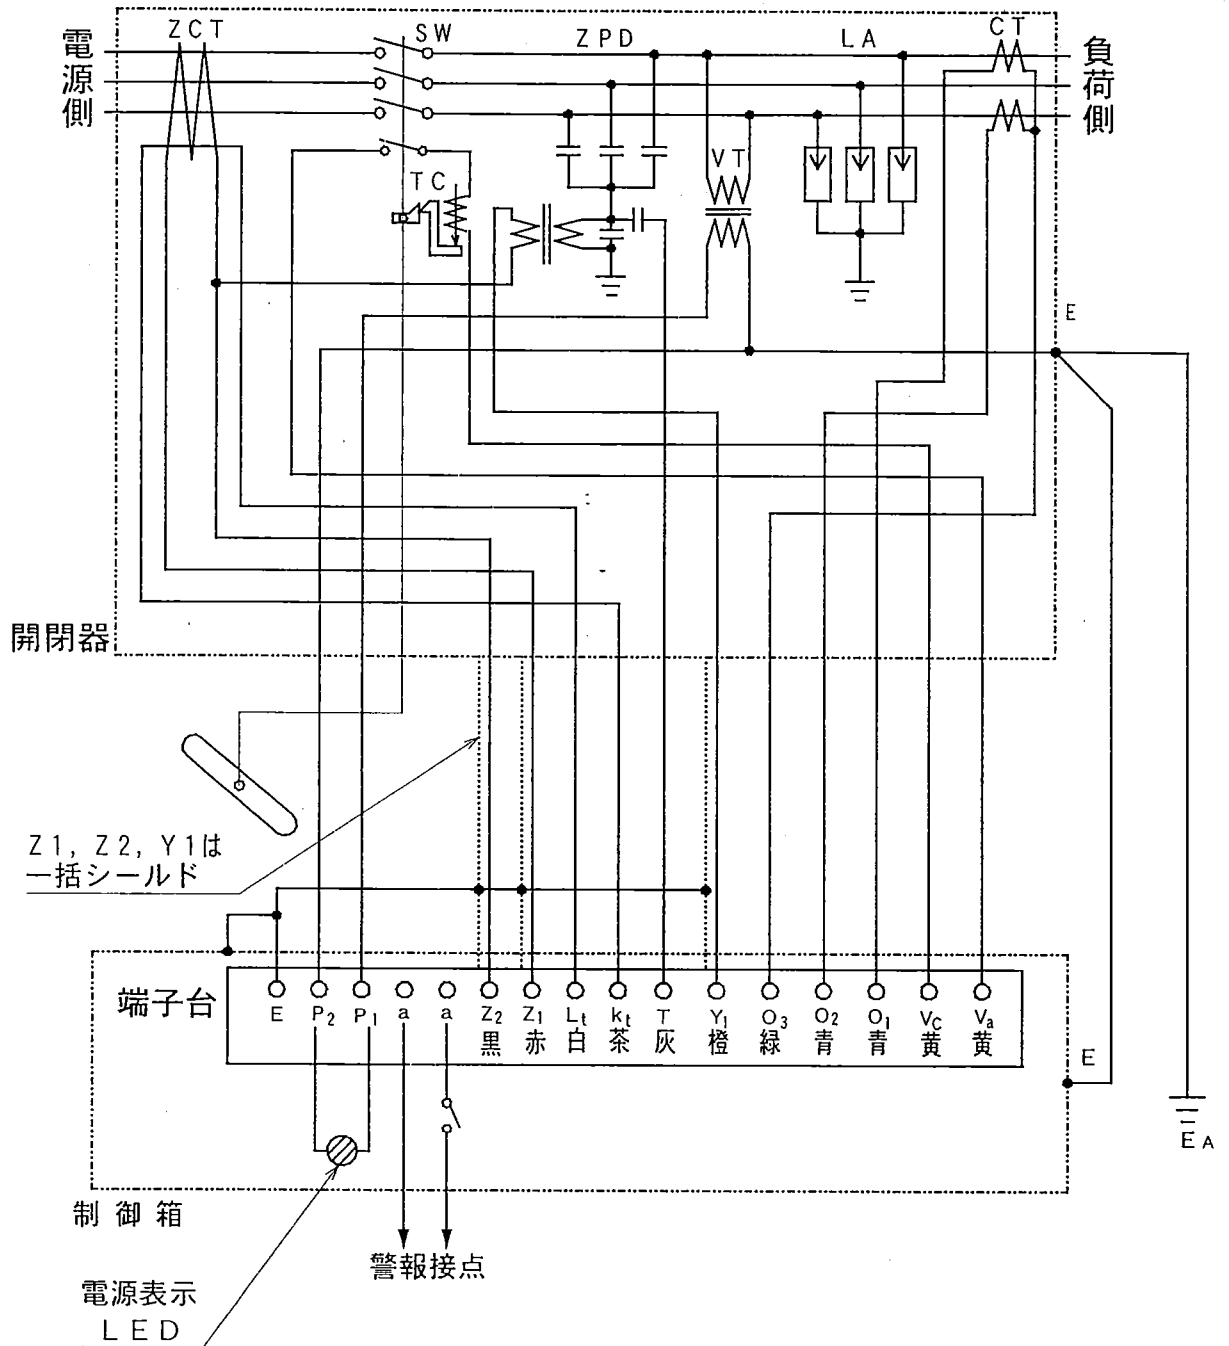 ZCT
SW
ZPD
LA
CT
電源側
負荷側
TC
VT
E
開閉器
Z1, Z2, Y1は
一括シールド
端子台
E P2 P1 a a Z2 Z1 Lt kt T Y1 O3 O2 O1 Vc Va
黒 赤 白 茶 灰 橙 緑 青 青 黄 黄
E
EA
制御箱
警報接点
電源表示
LED